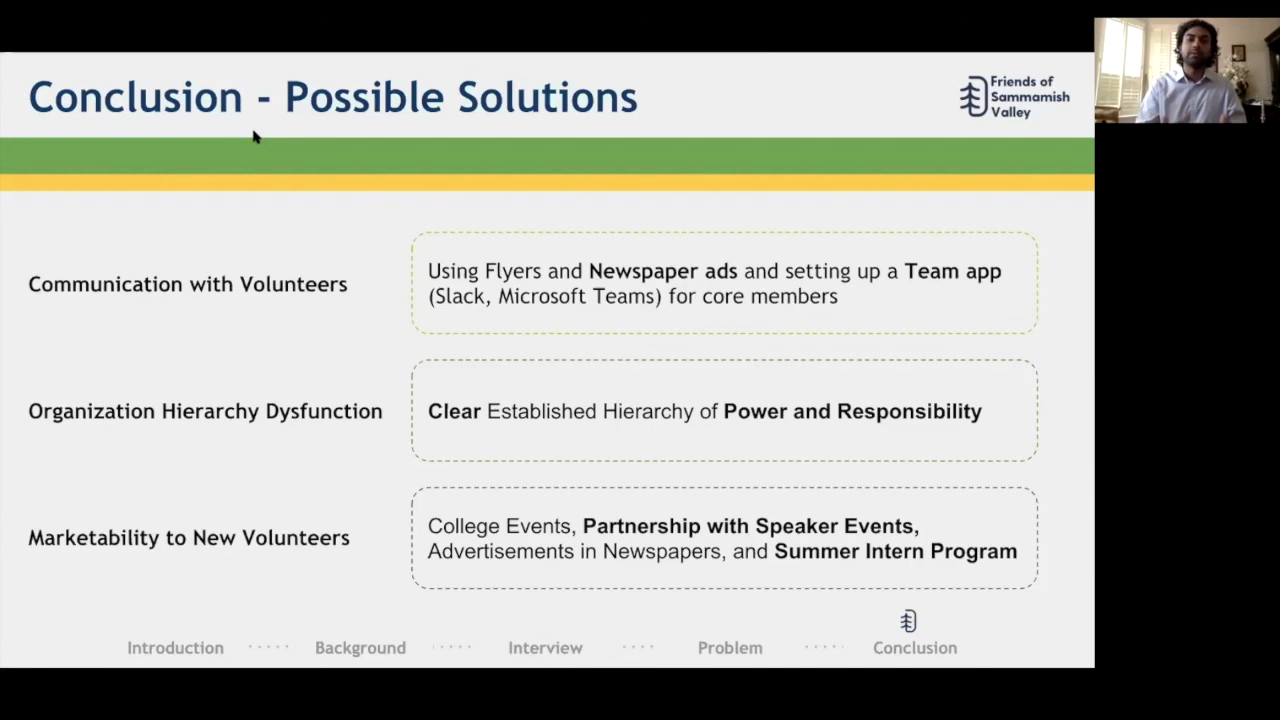 Conclusion - Possible Solutions
Friends of
Sammamish
Valley
Communication with Volunteers
Using Flyers and Newspaper ads and setting up a Team app
(Slack, Microsoft Teams) for core members
Organization Hierarchy Dysfunction
Clear Established Hierarchy of Power and Responsibility
Marketability to New Volunteers
College Events, Partnership with Speaker Events,
Advertisements in Newspapers, and Summer Intern Program
Introduction ····· Background ····· Interview ···· Problem ····· Conclusion